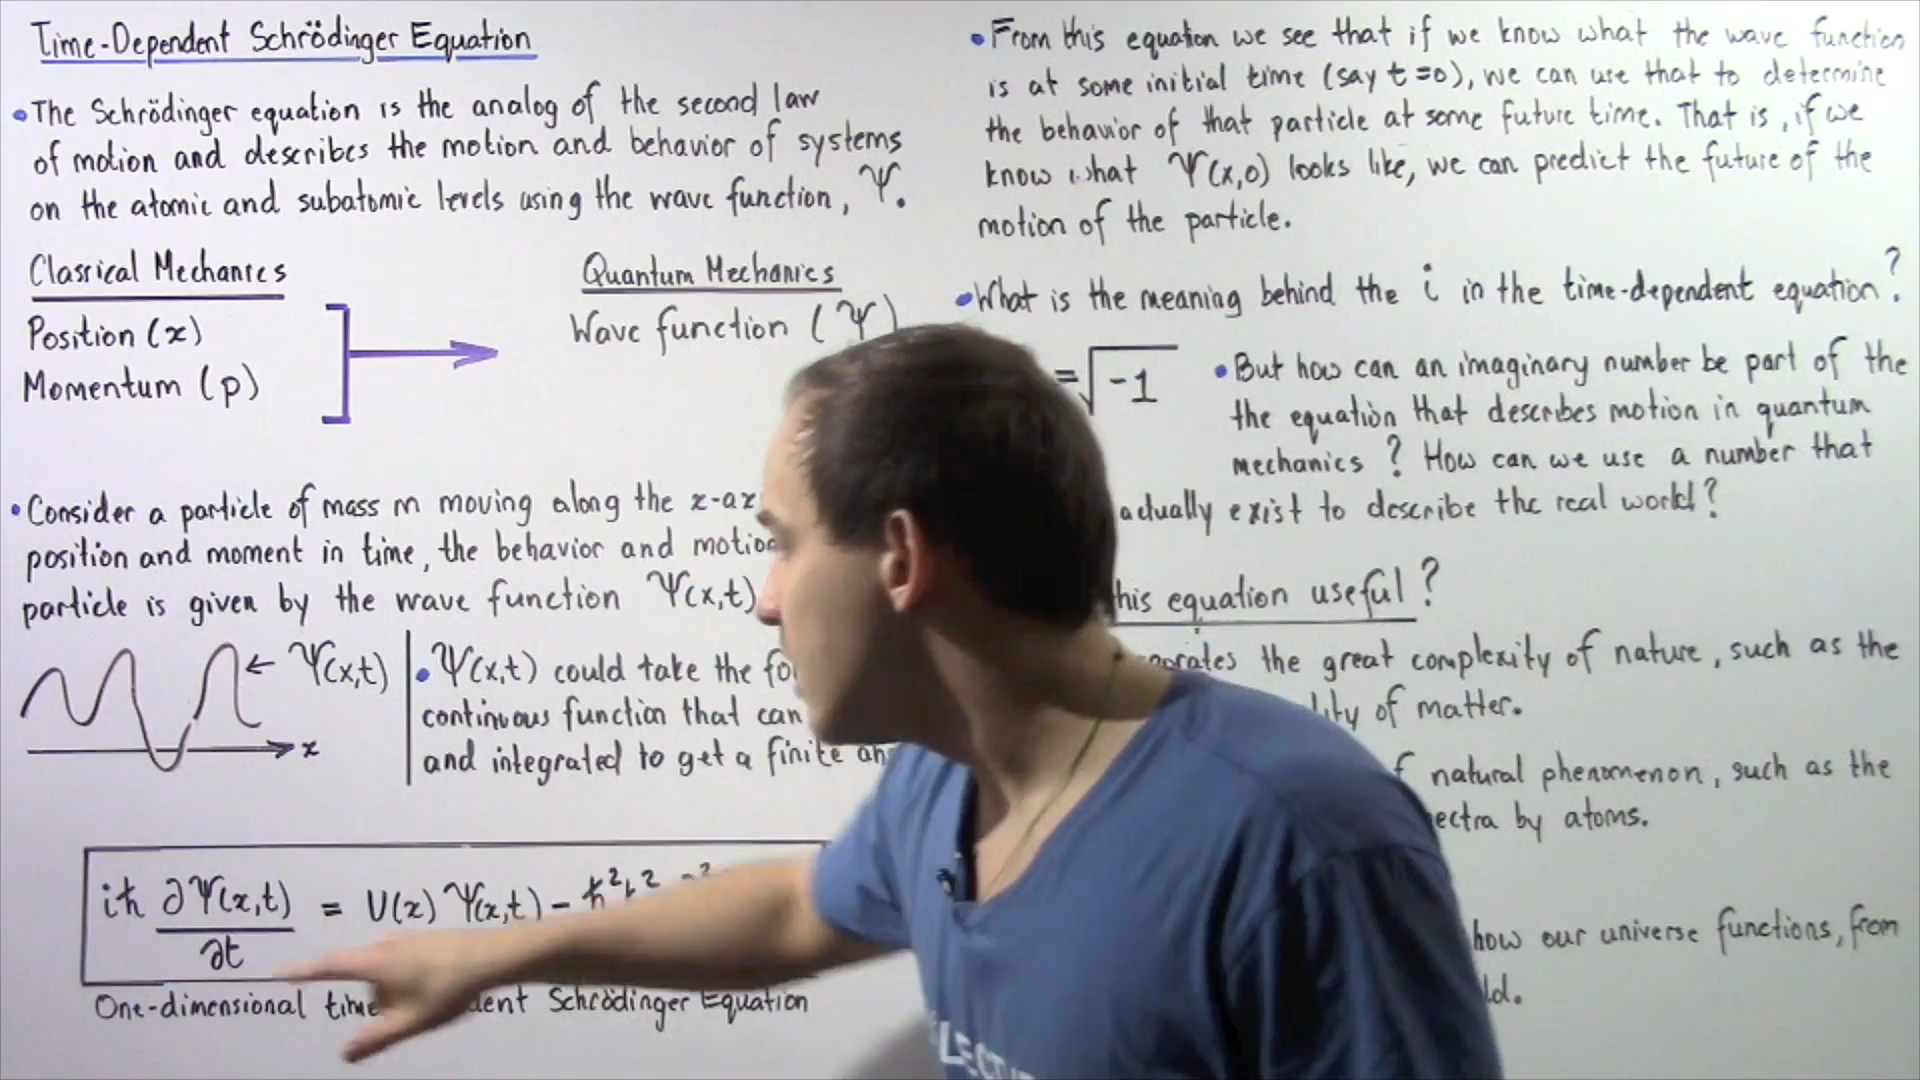 Time-Dependent Schrödinger Equation
• The Schrödinger equation is the analog of the second law
of motion and describes the motion and behavior of systems
on the atomic and subatomic levels using the wave function, Ψ.
Classical Mechanics
Position (x)
Momentum (p)
Quantum Mechanics
Wave function (Ψ)
• Consider a particle of mass m moving along the x-ax
position and moment in time, the behavior and motio
particle is given by the wave function Ψ(x,t)
Ψ(x,t)
x
• Ψ(x,t) could take the fo
continuous function that can
and integrated to get a finite an
iħ ∂Ψ(x,t)/∂t = U(x) Ψ(x,t) - ħ²
One-dimensional time dent Schrödinger Equation
• From this equation we see that if we know what the wave function
is at some initial time (say t=0), we can use that to determine
the behavior of that particle at some future time. That is, if we
know what Ψ(x,0) looks like, we can predict the future of the
motion of the particle.
• What is the meaning behind the i in the time-dependent equation?
=√-1
• But how can an imaginary number be part of the
the equation that describes motion in quantum
mechanics? How can we use a number that
actually exist to describe the real world?
his equation useful?
orates the great complexity of nature, such as the
lity of matter.
f natural phenomenon, such as the
ectra by atoms.
how our universe functions, from
ld.
LECTU